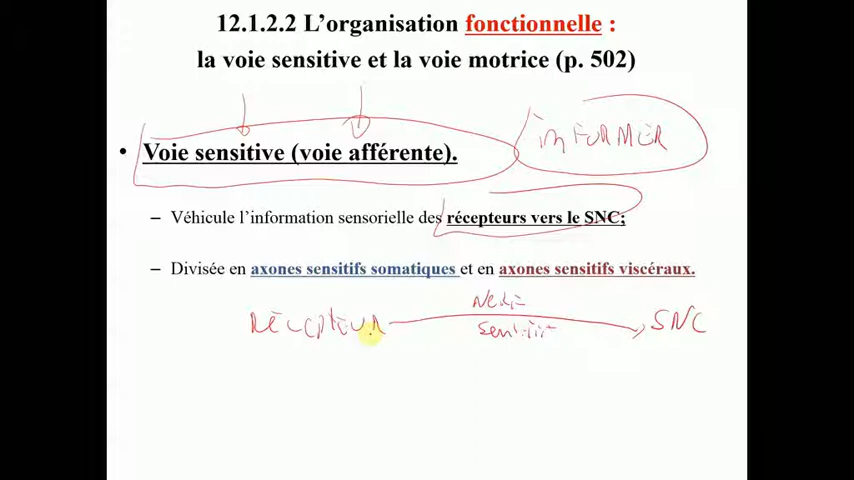 12.1.2.2 L’organisation fonctionnelle :
la voie sensitive et la voie motrice (p. 502)
• Voie sensitive (voie afférente).
inFORMER
– Véhicule l’information sensorielle des récepteurs vers le SNC;
– Divisée en axones sensitifs somatiques et en axones sensitifs viscéraux.
RÉCEPTEUR
SNC